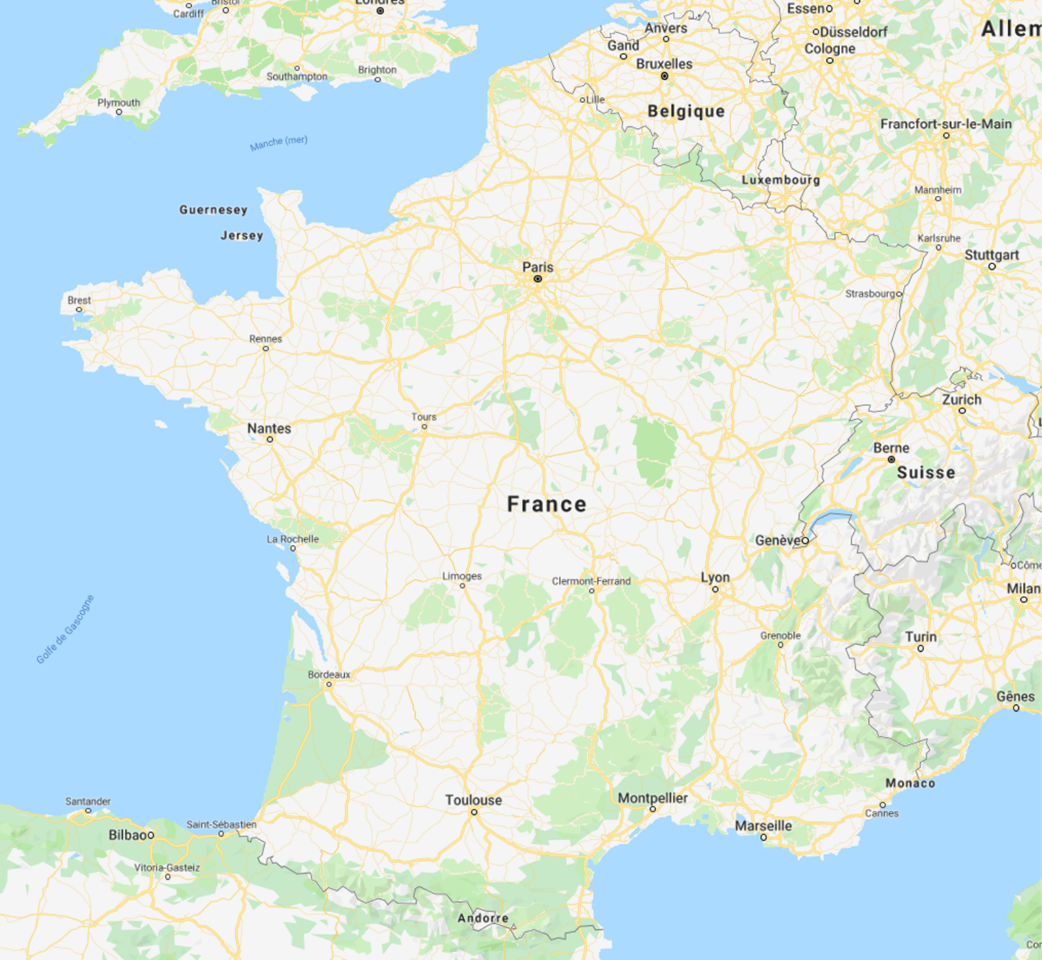 Cardiff
Bristol
Londres
Essen
Anvers
Düsseldorf
Gand
Cologne
Allem
Bruxelles
Southampton
Brighton
Plymouth
Lille
Belgique
Francfort-sur-le-Main
Manche (mer)
Luxembourg
Mannheim
Guernesey
Jersey
Karlsruhe
Stuttgart
Paris
Strasbourg
Brest
Rennes
Zurich
Tours
Nantes
Berne
Suisse
France
La Rochelle
Genève
Côme
Limoges
Clermont-Ferrand
Lyon
Milan
Golfe de Gascogne
Grenoble
Turin
Bordeaux
Gênes
Monaco
Santander
Toulouse
Montpellier
Cannes
Saint-Sébastien
Marseille
Bilbao
Vitoria-Gasteiz
Andorre
Cor